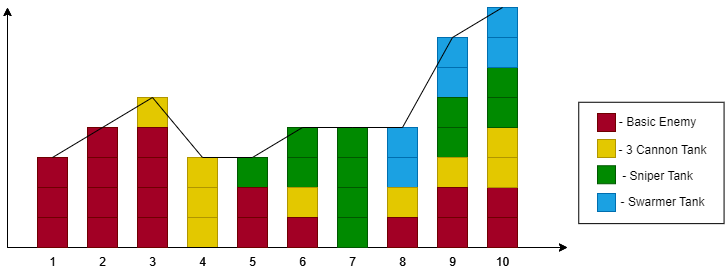 - Basic Enemy
- 3 Cannon Tank
- Sniper Tank
- Swarmer Tank
1 2 3 4 5 6 7 8 9 10